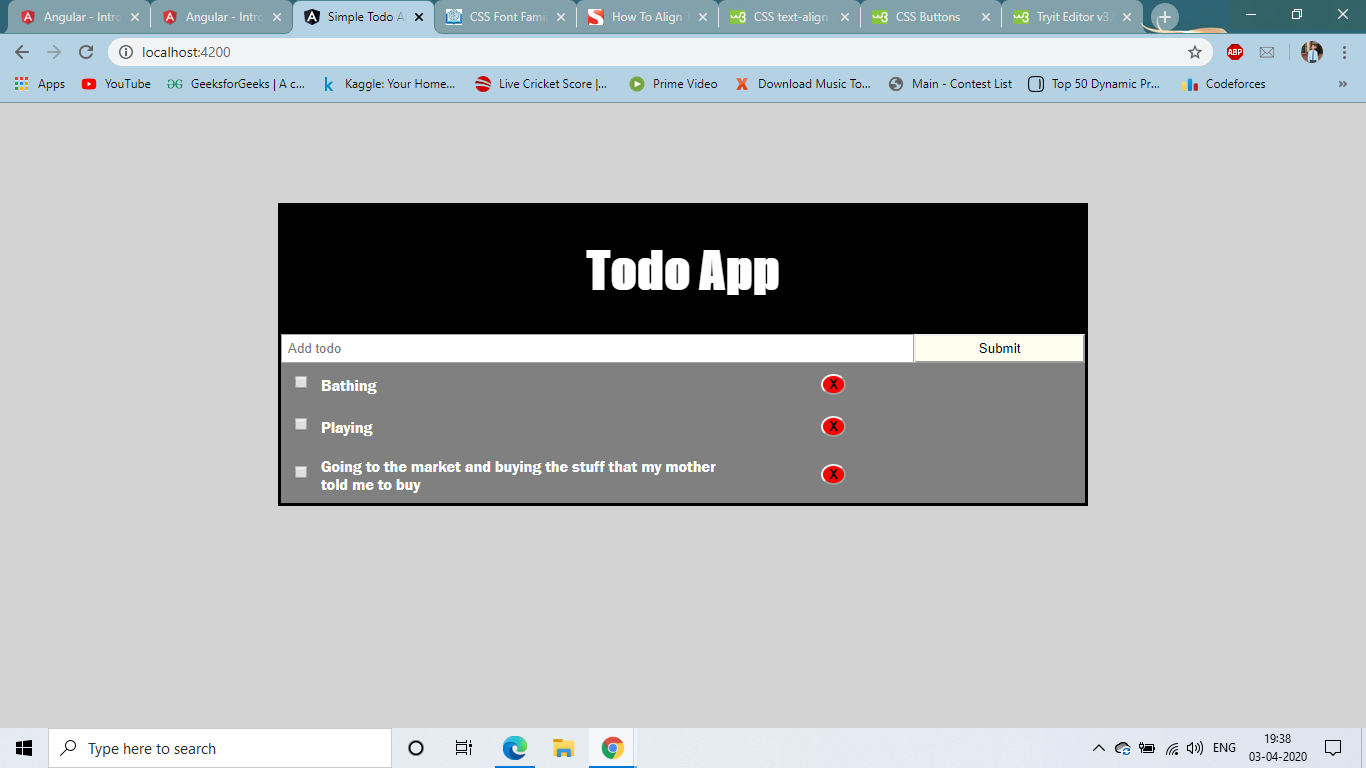 Angular - Intro
Angular - Intro
Simple Todo A
CSS Font Fami
How To Align T
CSS text-align
CSS Buttons
Tryit Editor v3.
localhost:4200
ABP
Apps
YouTube
GeeksforGeeks | A c...
Kaggle: Your Home...
Live Cricket Score |...
Prime Video
Download Music To...
Main - Contest List
Top 50 Dynamic Pr...
Codeforces
»
Todo App
Add todo
Submit
Bathing
X
Playing
X
Going to the market and buying the stuff that my mother
told me to buy
X
Type here to search
ENG
19:38
03-04-2020